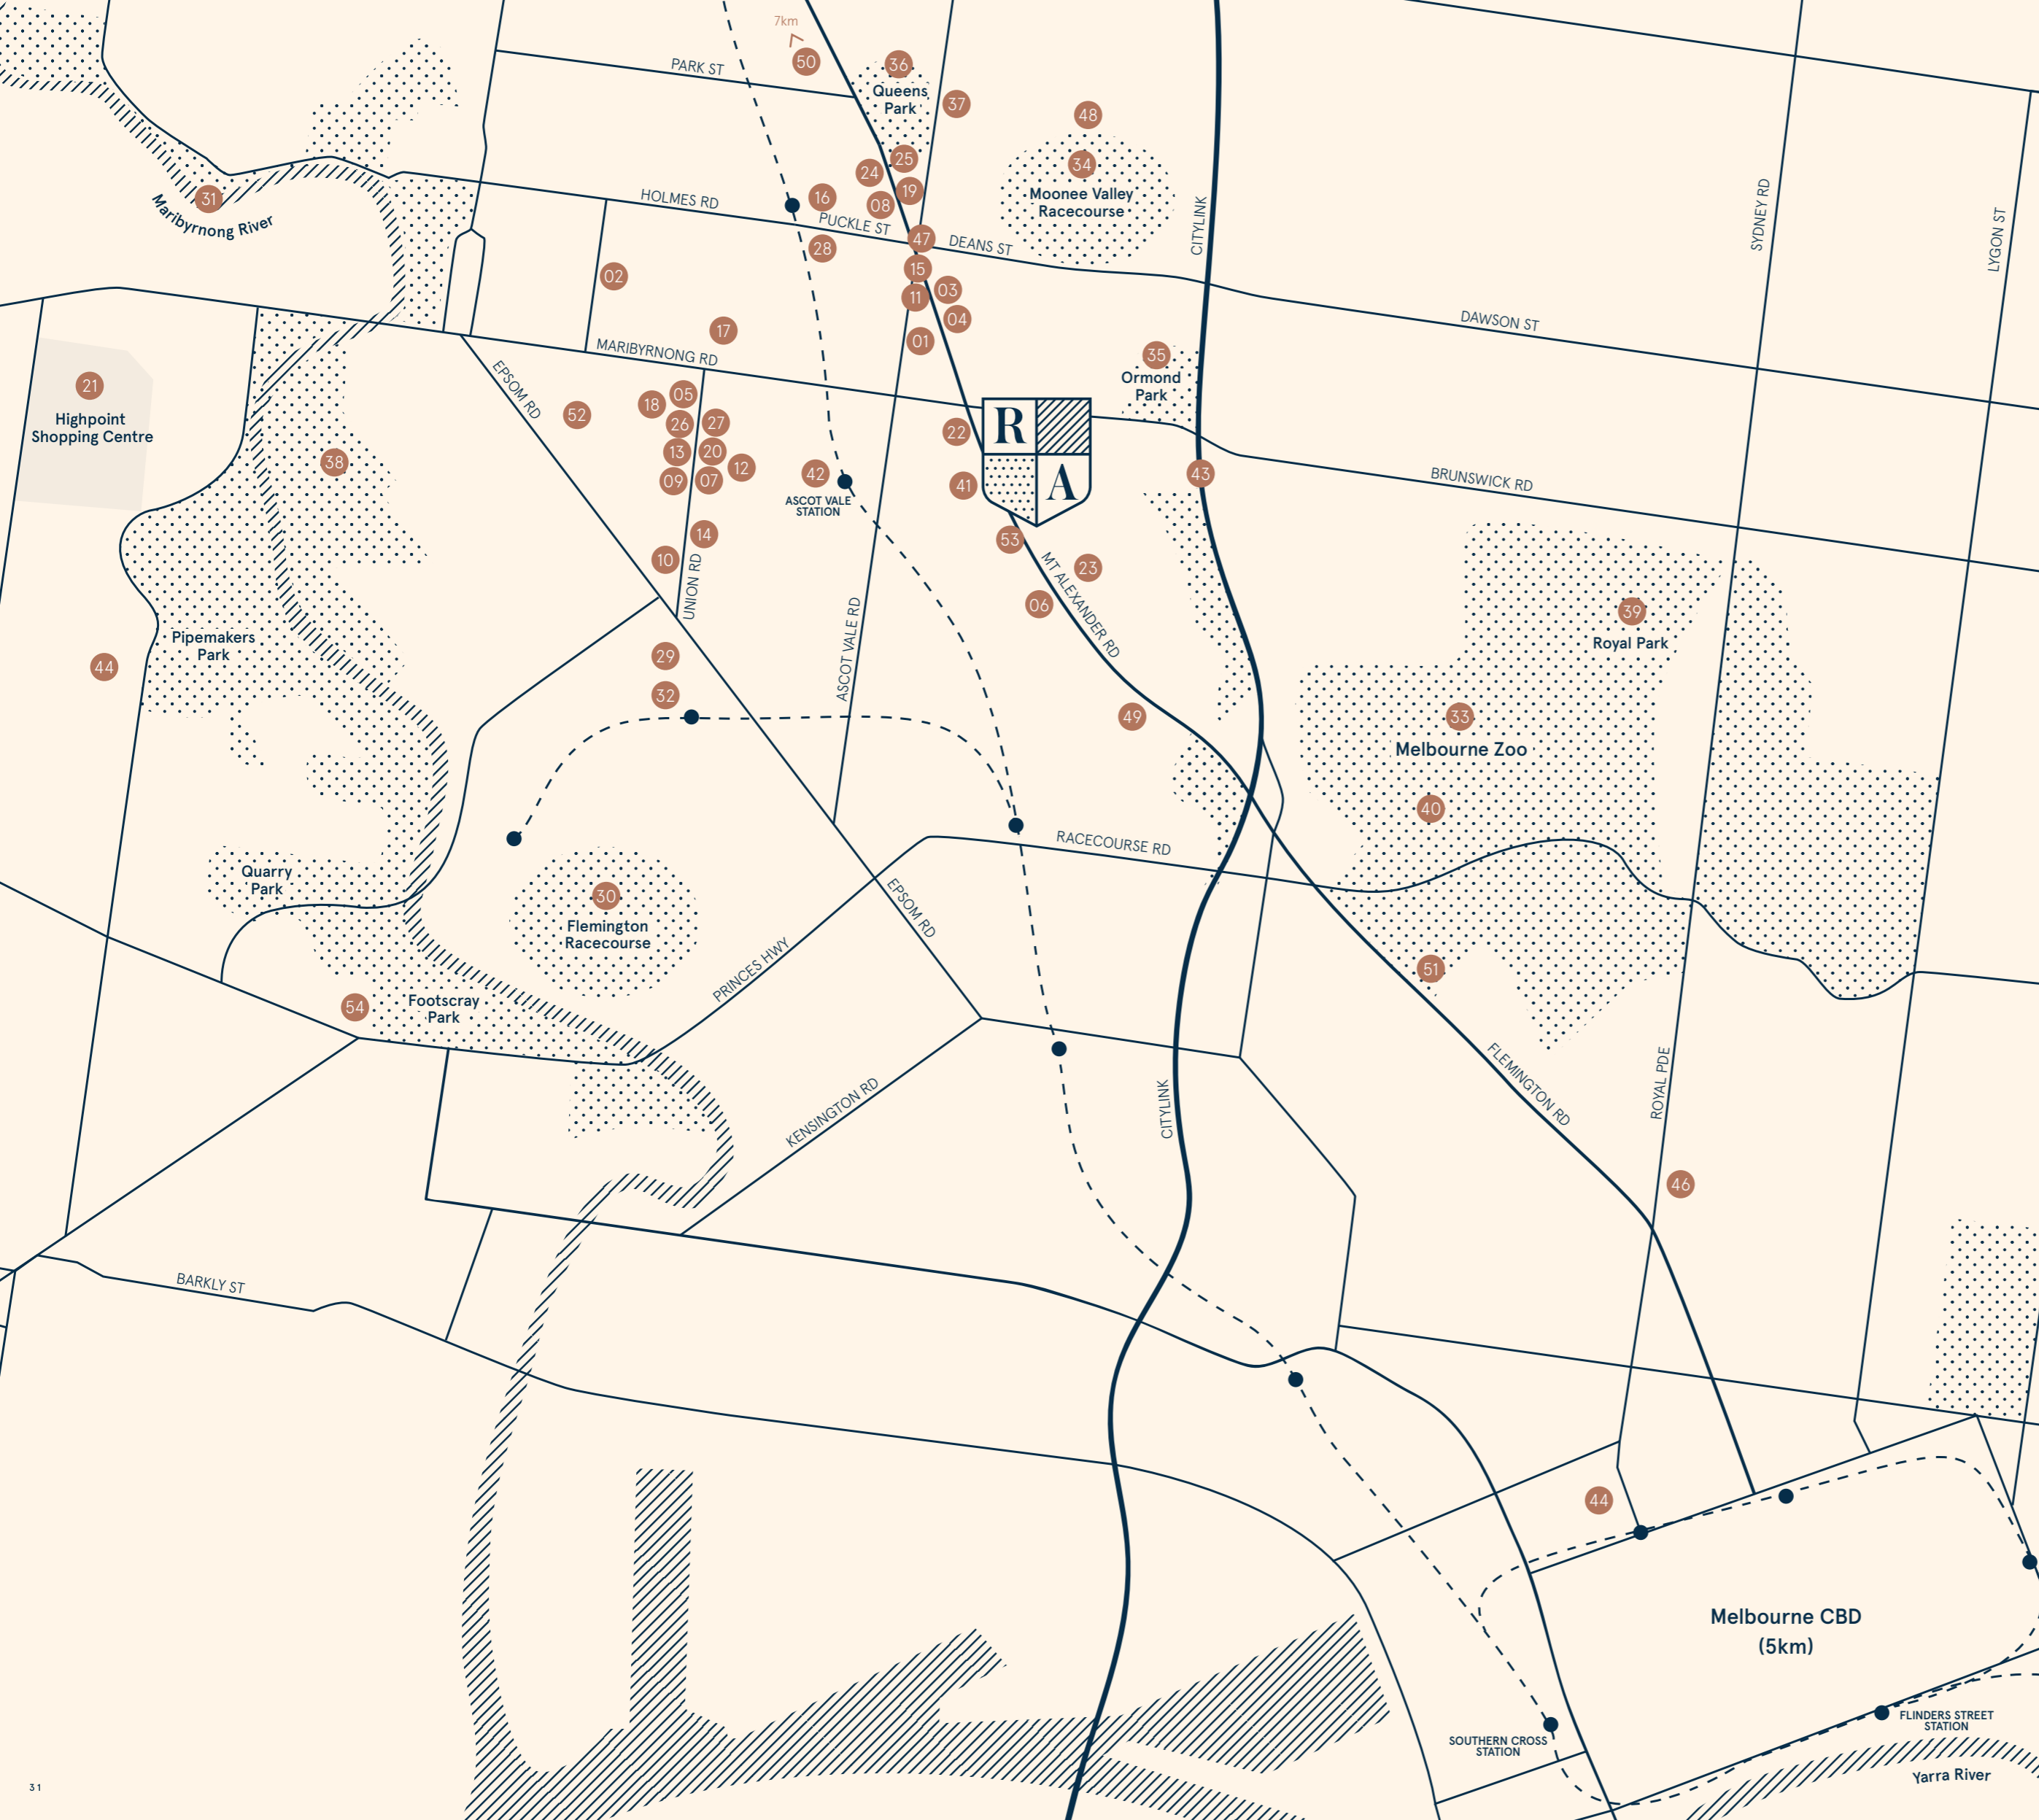 7km
50
36
PARK ST
Queens
Park
37
48
25
24
34
16
19
31
Maribyrnong River
HOLMES RD
08
Moonee Valley
Racecourse
CITYLINK
SYDNEY RD
LYGON ST
PUCKLE ST
47
DEANS ST
28
02
15
03
11
04
DAWSON ST
17
01
MARIBYRNONG RD
35
Ormond
Park
21
Highpoint
Shopping Centre
EPSOM RD
52
18
05
26
27
R
A
22
13
20
12
38
09
07
42
ASCOT VALE
STATION
41
43
BRUNSWICK RD
14
53
10
UNION RD
MT ALEXANDER RD
23
06
39
Royal Park
Pipemakers
Park
44
29
ASCOT VALE RD
32
49
33
Melbourne Zoo
40
RACECOURSE RD
Quarry
Park
30
Flemington
Racecourse
EPSOM RD
PRINCES HWY
51
54
Footscray
Park
KENSINGTON RD
CITYLINK
FLEMINGTON RD
ROYAL PDE
46
BARKLY ST
44
Melbourne CBD
(5km)
SOUTHERN CROSS
STATION
FLINDERS STREET
STATION
Yarra River
31